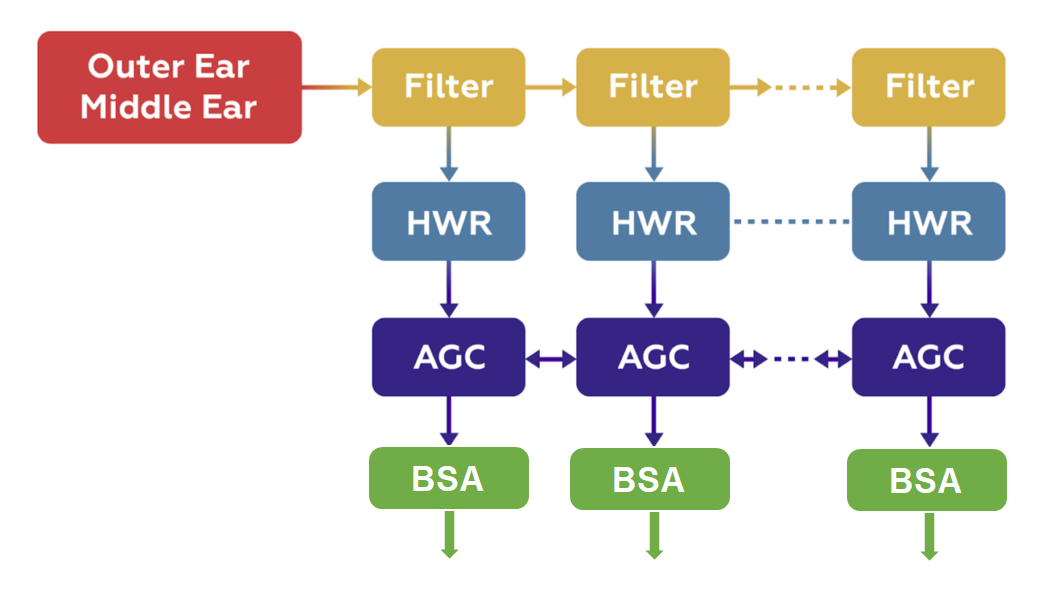 Outer Ear
Middle Ear
Filter
Filter
Filter
HWR
HWR
HWR
AGC
AGC
AGC
BSA
BSA
BSA